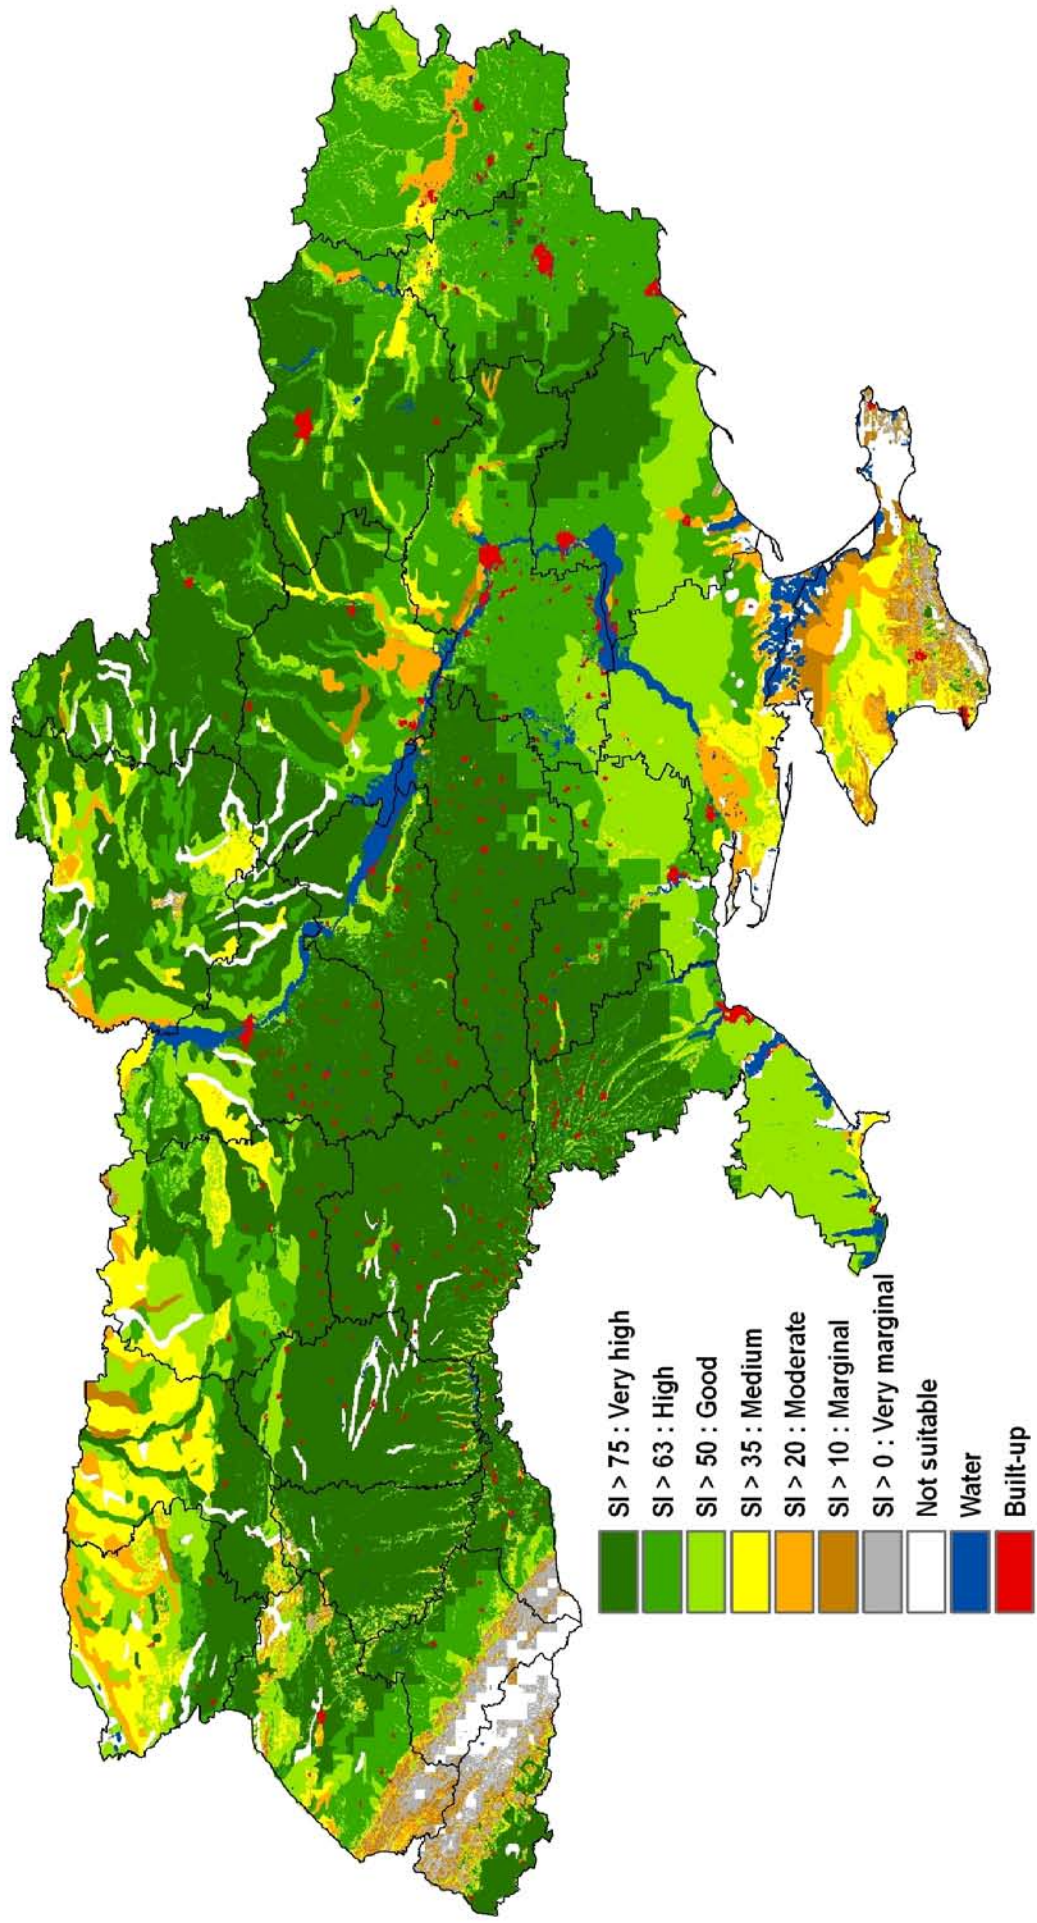 SI > 75 : Very high
SI > 63 : High
SI > 50 : Good
SI > 35 : Medium
SI > 20 : Moderate
SI > 10 : Marginal
SI > 0 : Very marginal
Not suitable
Water
Built-up